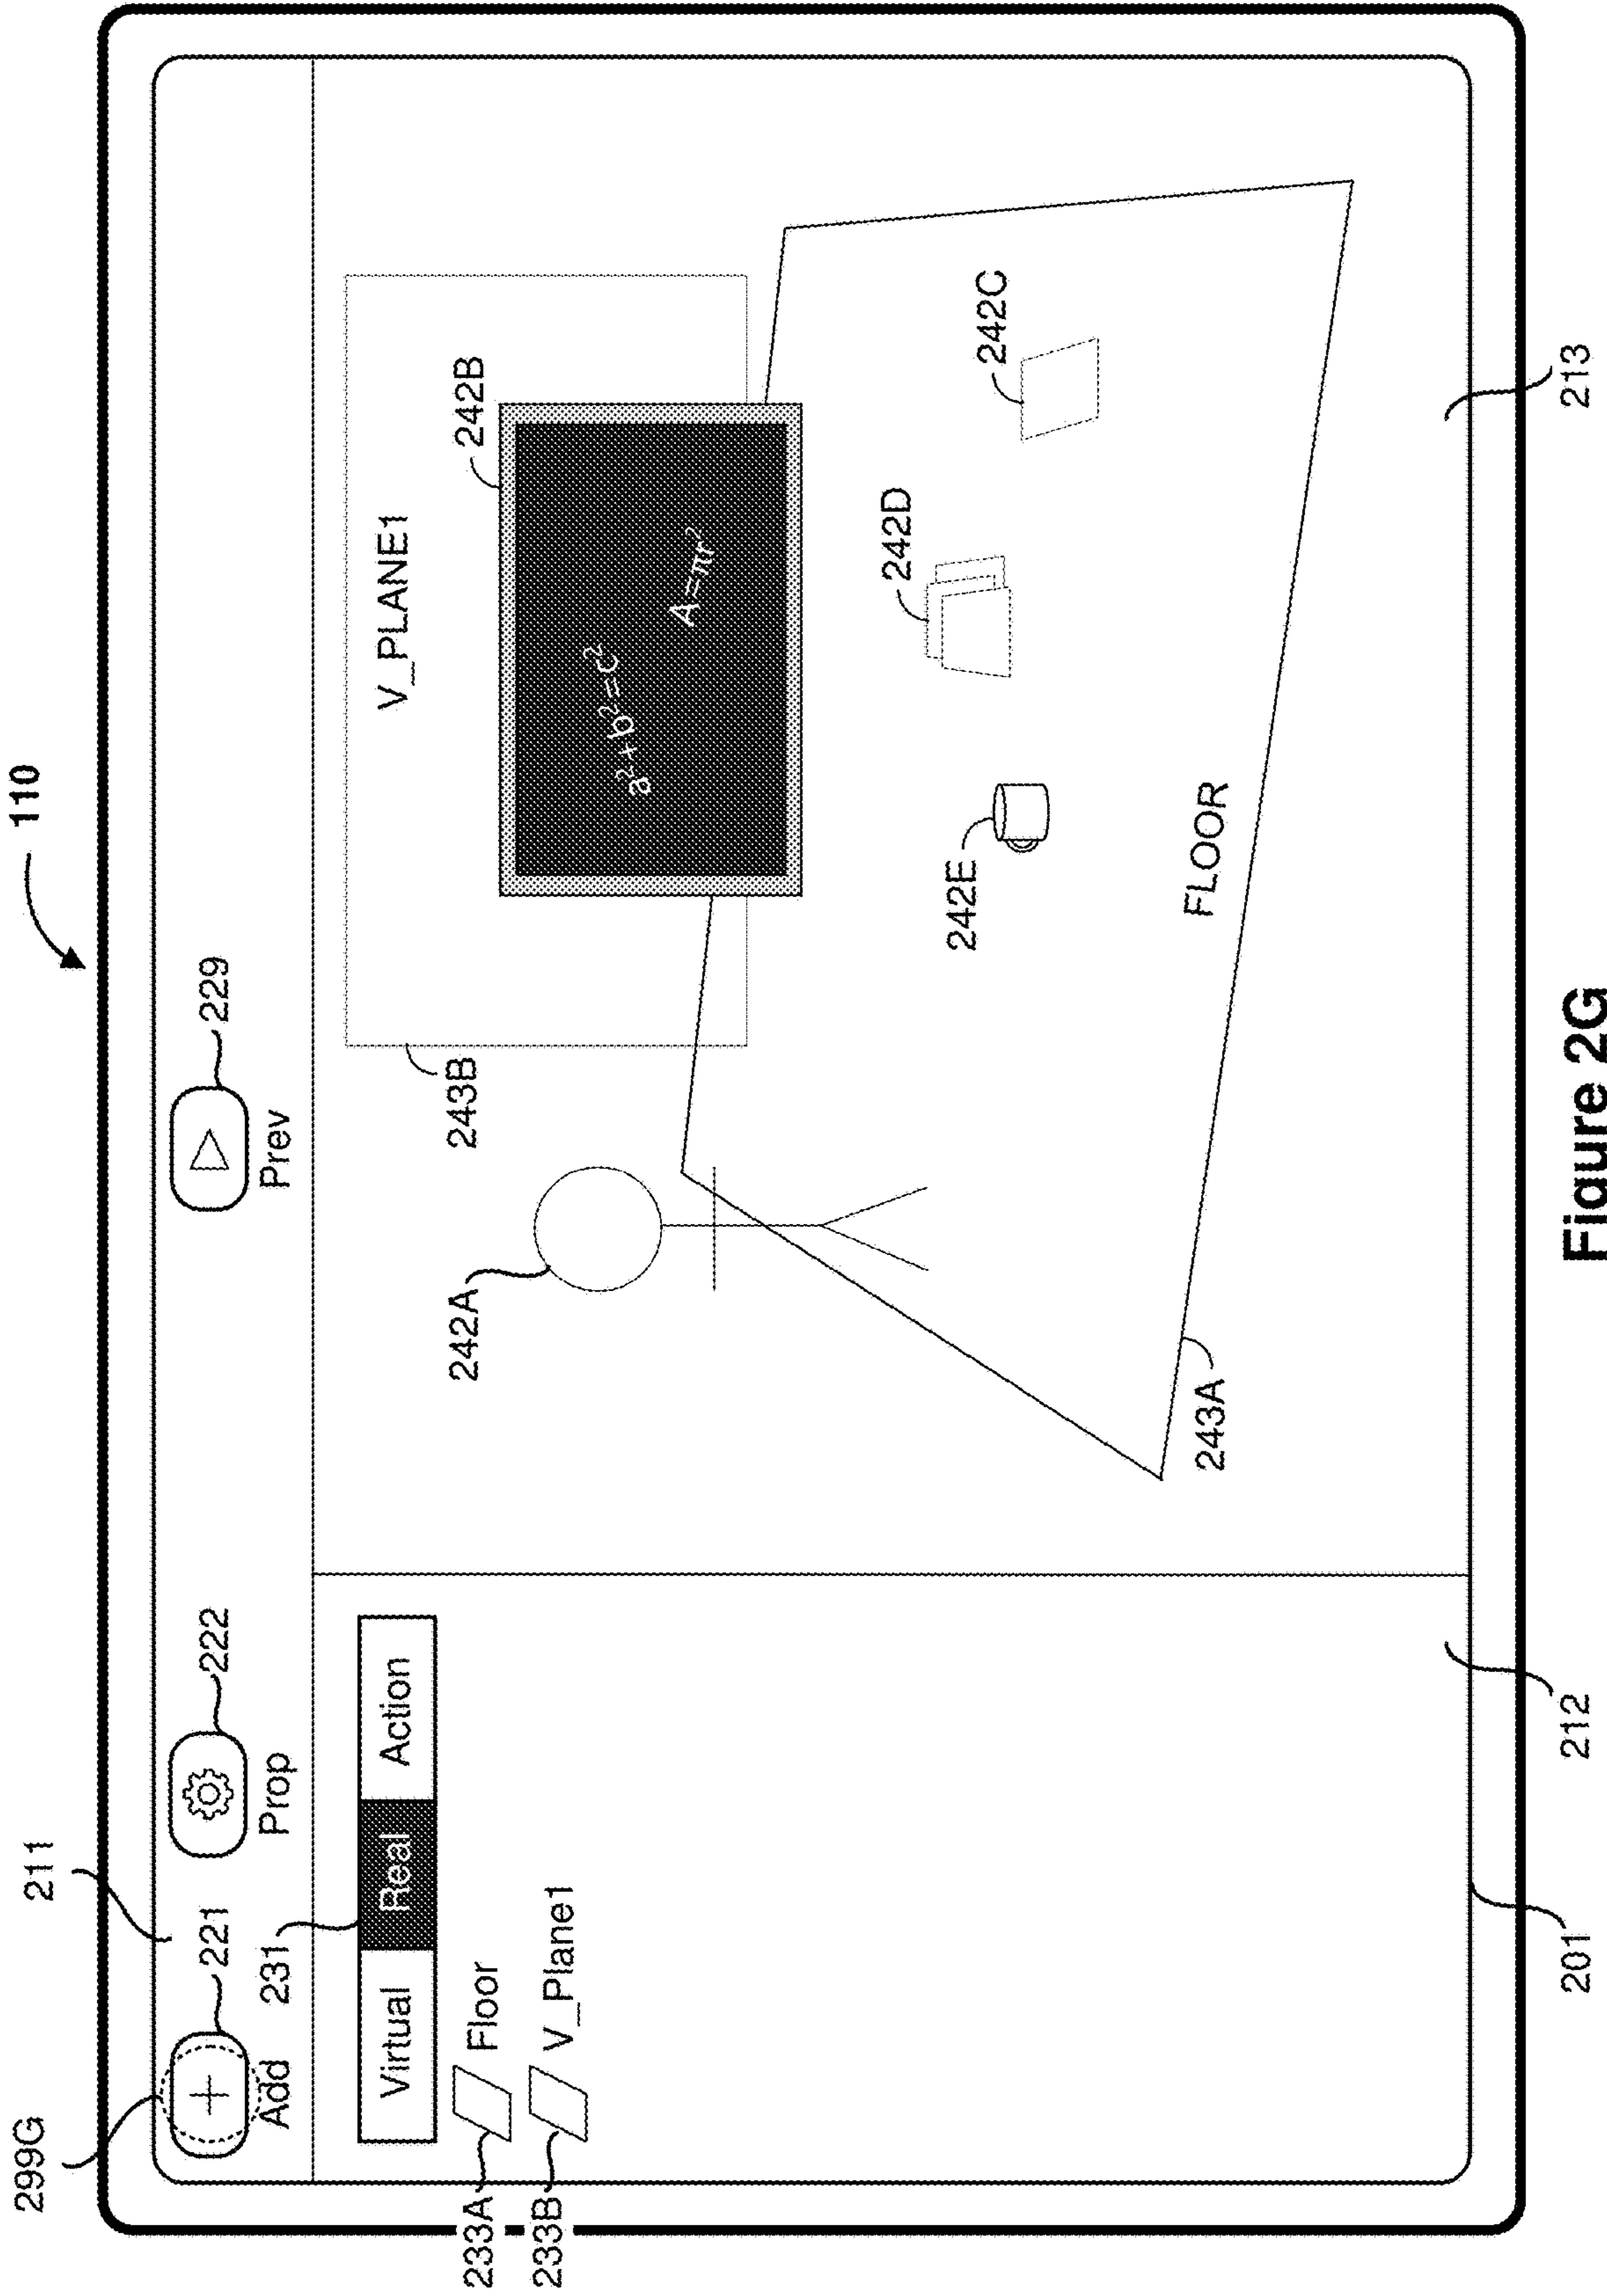 110
299G
211
221
222
229
Add
Prop
Prev
231
Virtual
Real
Action
233A
Floor
233B
V_Plane1
243B
V_PLANE1
242A
242B
a²+b²=c²
A=πr²
242D
242C
242E
FLOOR
243A
201
212
213
Figure 2G